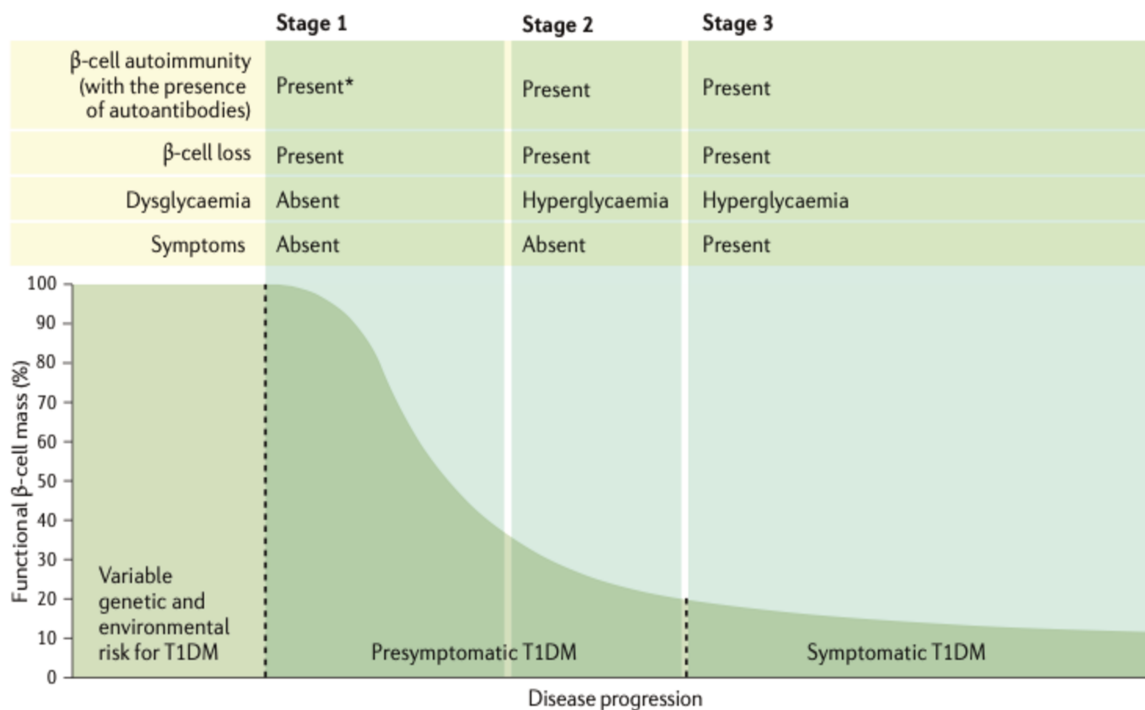 Stage 1 Stage 2 Stage 3
β-cell autoimmunity
(with the presence
of autoantibodies)
Present* Present Present
β-cell loss Present Present Present
Dysglycaemia Absent Hyperglycaemia Hyperglycaemia
Symptoms Absent Absent Present
Functional β-cell mass (%)
100
90
80
70
60
50
40
30
20
10
0
Variable
genetic and
environmental
risk for T1DM
Presymptomatic T1DM
Symptomatic T1DM
Disease progression